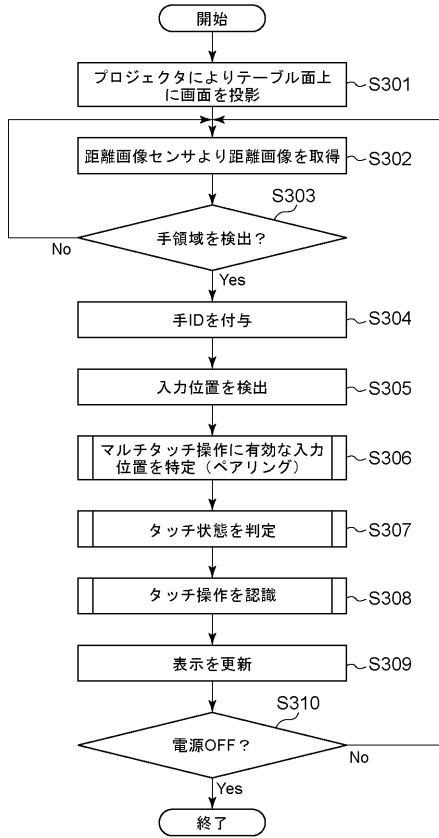 開始
プロジェクタによりテーブル面上
に画面を投影
S301
距離画像センサより距離画像を取得
S302
S303
手領域を検出？
No
Yes
手IDを付与
S304
入力位置を検出
S305
マルチタッチ操作に有効な入力
位置を特定（ペアリング）
S306
タッチ状態を判定
S307
タッチ操作を認識
S308
表示を更新
S309
S310
電源OFF？
No
Yes
終了